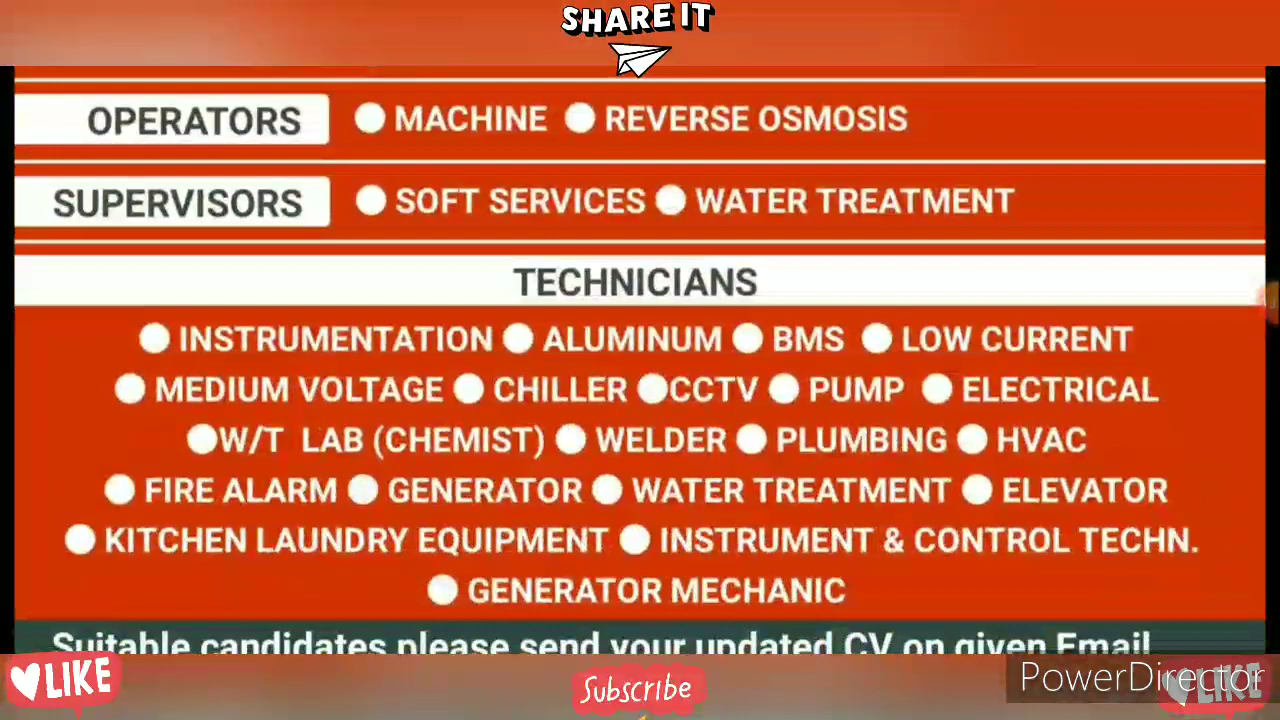 SHARE IT
OPERATORS ● MACHINE ● REVERSE OSMOSIS
SUPERVISORS ● SOFT SERVICES ● WATER TREATMENT
TECHNICIANS
● INSTRUMENTATION ● ALUMINUM ● BMS ● LOW CURRENT
● MEDIUM VOLTAGE ● CHILLER ●CCTV ● PUMP ● ELECTRICAL
●W/T LAB (CHEMIST) ● WELDER ● PLUMBING ● HVAC
● FIRE ALARM ● GENERATOR ● WATER TREATMENT ● ELEVATOR
● KITCHEN LAUNDRY EQUIPMENT ● INSTRUMENT & CONTROL TECHN.
● GENERATOR MECHANIC
Suitable candidates please send your updated CV on given Email
LIKE Subscribe PowerDirector LIKE